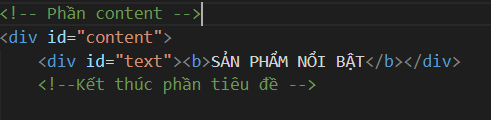 <!-- Phần content -->
<div id="content">
<div id="text"><b>SẢN PHẨM NỔI BẬT</b></div>
<!--Kết thúc phần tiêu đề -->